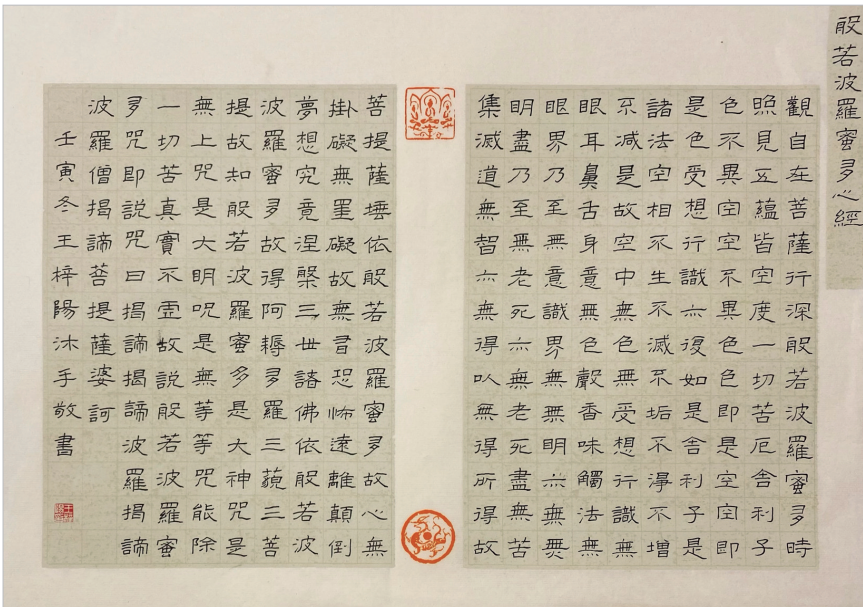 般若波羅蜜多心經
觀自在菩薩行深般若波羅蜜多時
照見五蘊皆空度一切苦厄舍利子
色不異空空不異色色即是空空即
是色受想行識亦復如是舍利子是
諸法空相不生不滅不垢不淨不增
不減是故空中無色無受想行識無
眼耳鼻舌身意無色聲香味觸法無
眼界乃至無意識界無無明亦無無
明盡乃至無老死亦無老死盡無苦
集滅道無智亦無得以無得所得故
菩提薩埵依般若波羅蜜多故心無
掛礙無罣礙故無有恐怖遠離顛倒
夢想究竟涅槃三世諸佛依般若波
波羅蜜多故得阿耨多羅三藐三菩
提故知般若波羅蜜多是大神咒是
無上咒是大明呪是無等等咒能除
一切苦真實不虛故說般若波羅蜜
多咒即說咒曰揭諦揭諦波羅揭諦
波羅僧揭諦菩提薩婆訶
壬寅冬王梓陽沐手敬書